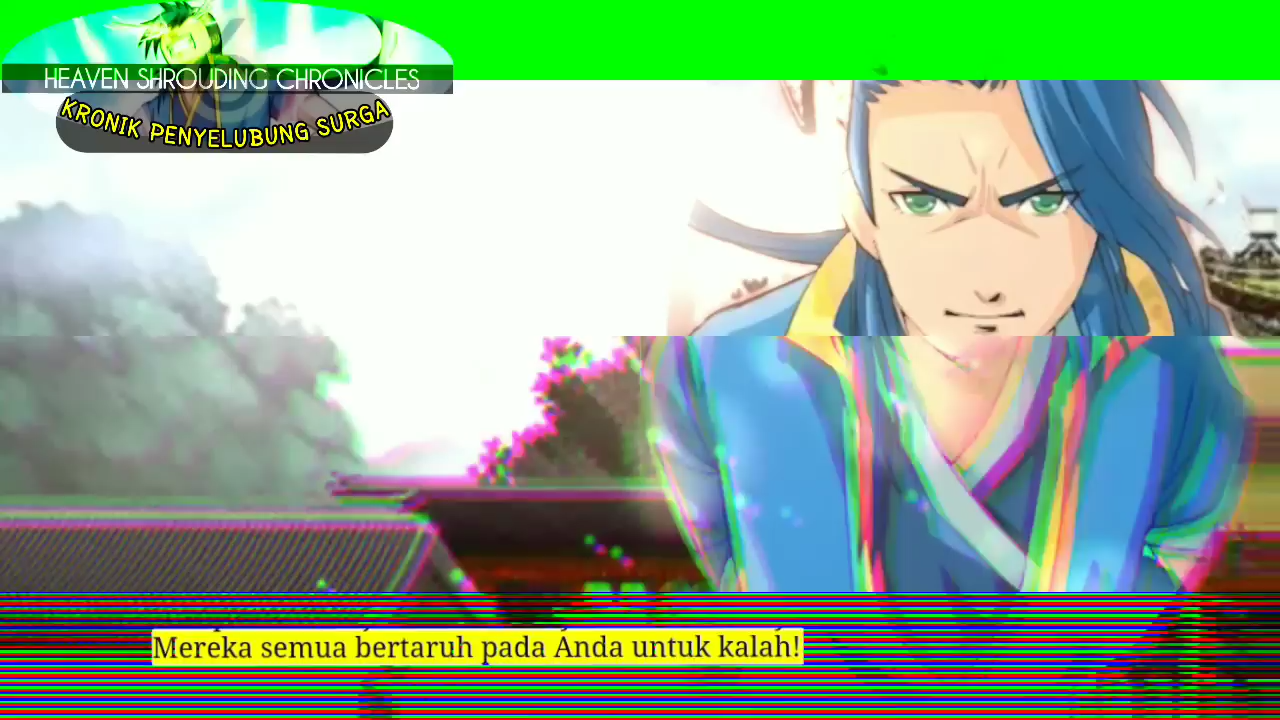 HEAVEN SHROUDING CHRONICLES
KRONIK PENYELUBUNG SURGA
Mereka semua bertaruh pada Anda untuk kalah!